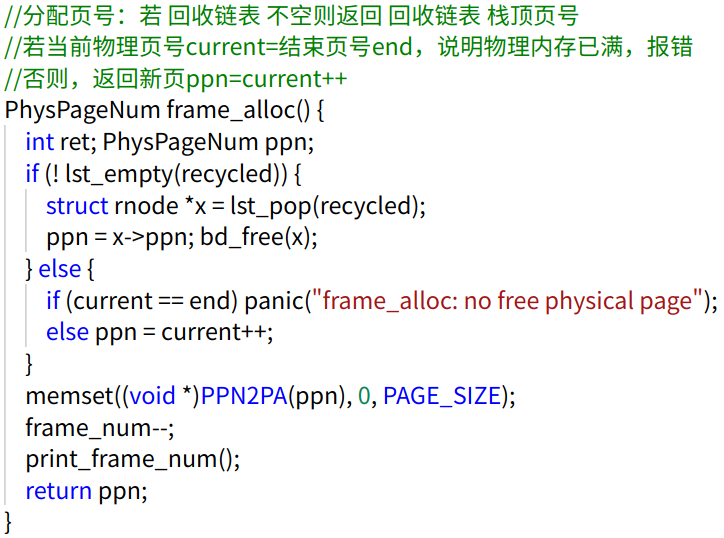 //分配页号：若 回收链表 不空则返回 回收链表 栈顶页号
//若当前物理页号current=结束页号end，说明物理内存已满，报错
//否则，返回新页ppn=current++
PhysPageNum frame_alloc() {
    int ret; PhysPageNum ppn;
    if (! lst_empty(recycled)) {
        struct rnode *x = lst_pop(recycled);
        ppn = x->ppn; bd_free(x);
    } else {
        if (current == end) panic("frame_alloc: no free physical page");
        else ppn = current++;
    }
    memset((void *)PPN2PA(ppn), 0, PAGE_SIZE);
    frame_num--;
    print_frame_num();
    return ppn;
}